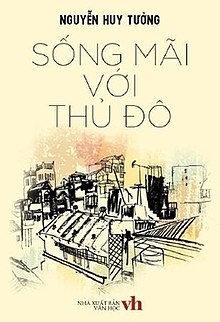 NGUYỄN HUY TƯỞNG
SỐNG MÃI
VỚI
THỦ ĐÔ
NHÀ XUẤT BẢN
VĂN HỌC
vh